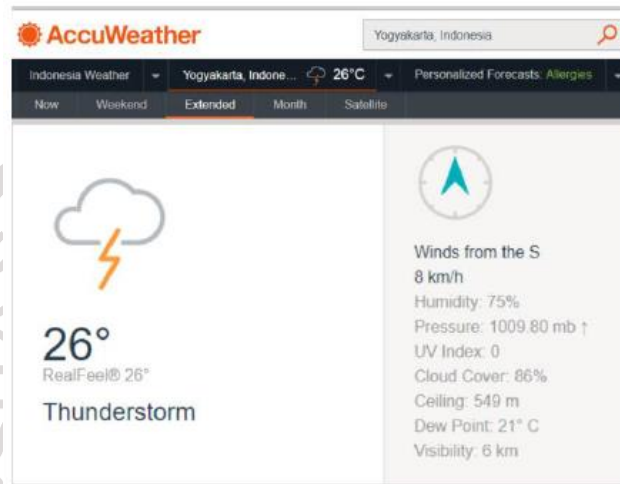 AccuWeather
Yogyakarta, Indonesia
Indonesia Weather
Yogyakarta, Indone... 26°C
Personalized Forecasts: Allergies
Now Weekend Extended Month Satellite
Winds from the S
8 km/h
Humidity: 75%
Pressure: 1009.80 mb ↑
UV Index: 0
Cloud Cover: 86%
Ceiling: 549 m
Dew Point: 21° C
Visibility: 6 km
26°
RealFeel® 26°
Thunderstorm